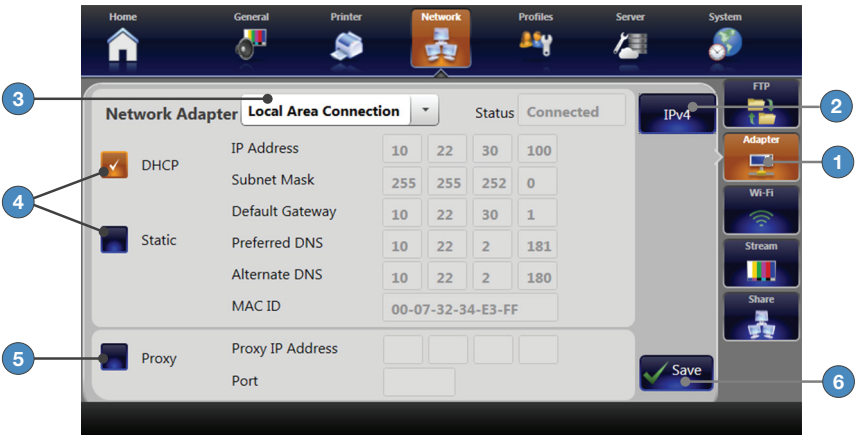 Home General Printer Network Profiles Server System
3 Network Adapter Local Area Connection Status Connected IPv4 FTP 2
DHCP IP Address 10 22 30 100 Adapter 1
Subnet Mask 255 255 252 0
4 Default Gateway 10 22 30 1 Wi-Fi
Static Preferred DNS 10 22 2 181 Stream
Alternate DNS 10 22 2 180
MAC ID 00-07-32-34-E3-FF Share
5 Proxy Proxy IP Address
Port Save 6